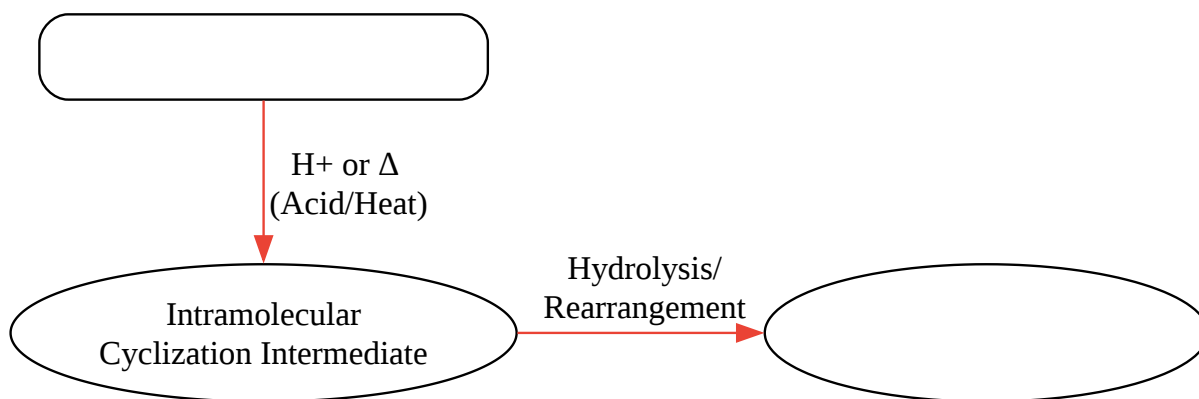 H+ or Δ
(Acid/Heat)
Hydrolysis/
Rearrangement
Intramolecular
Cyclization Intermediate